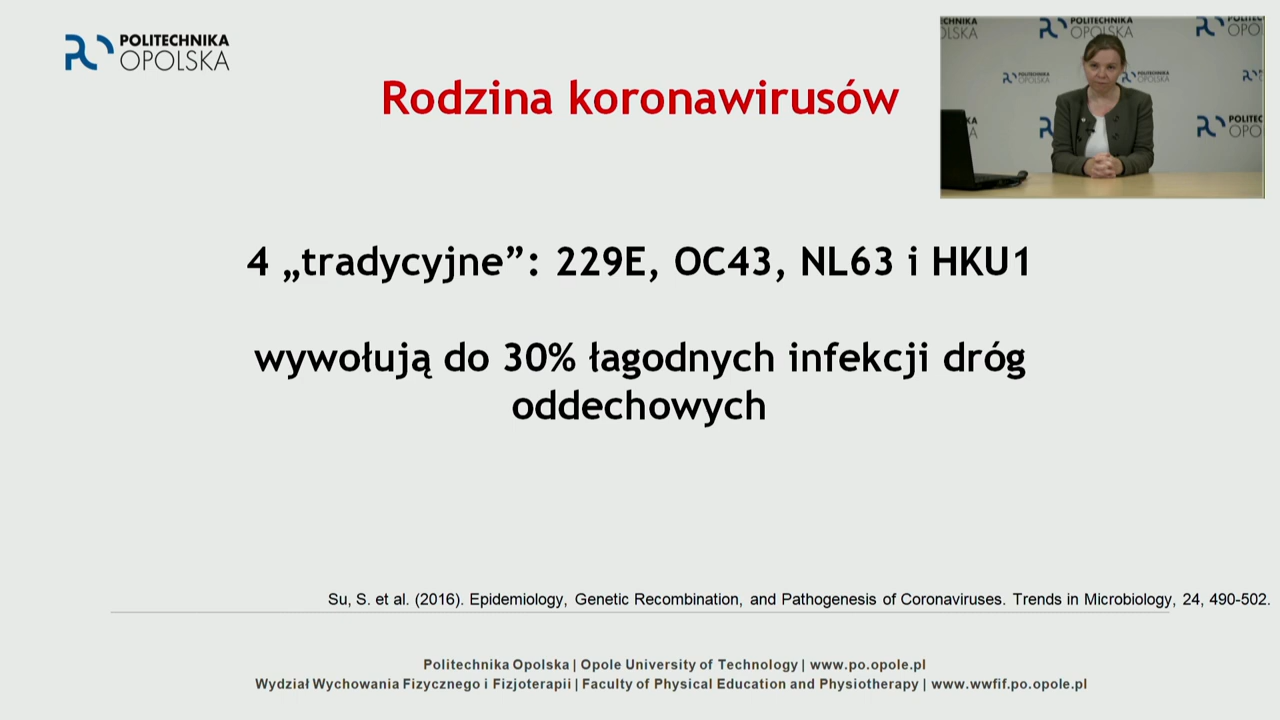 POLITECHNIKA
OPOLSKA
Rodzina koronawirusów
4 „tradycyjne”: 229E, OC43, NL63 i HKU1
wywołują do 30% łagodnych infekcji dróg
oddechowych
Su, S. et al. (2016). Epidemiology, Genetic Recombination, and Pathogenesis of Coronaviruses. Trends in Microbiology, 24, 490-502.
Politechnika Opolska | Opole University of Technology | www.po.opole.pl
Wydział Wychowania Fizycznego i Fizjoterapii | Faculty of Physical Education and Physiotherapy | www.wwfif.po.opole.pl